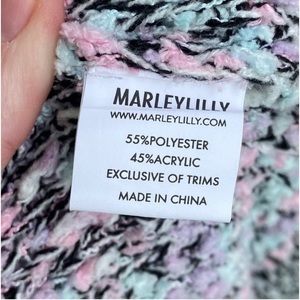 MARLEYLILLY
WWW.MARLEYLILLY.COM
55%POLYESTER
45%ACRYLIC
EXCLUSIVE OF TRIMS
MADE IN CHINA